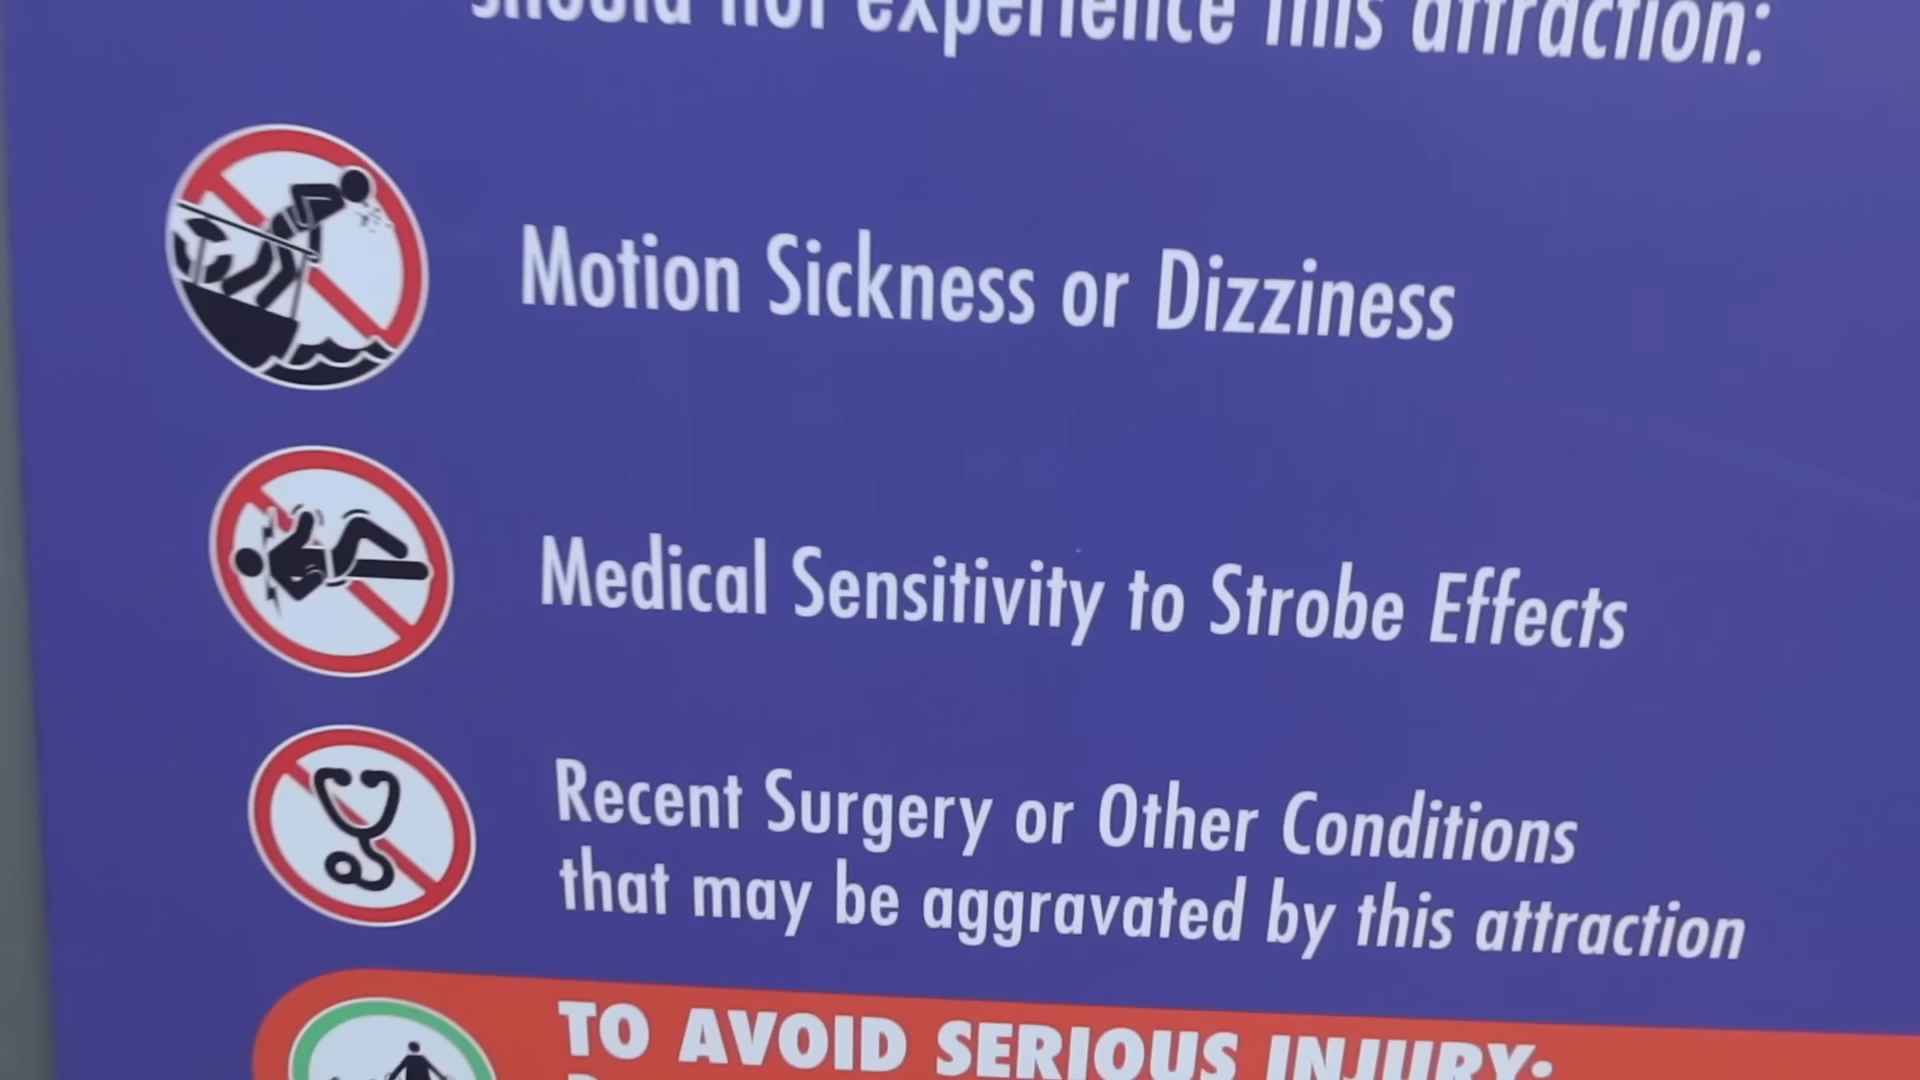 should not experience this attraction:
Motion Sickness or Dizziness
Medical Sensitivity to Strobe Effects
Recent Surgery or Other Conditions
that may be aggravated by this attraction
TO AVOID SERIOUS INJURY: